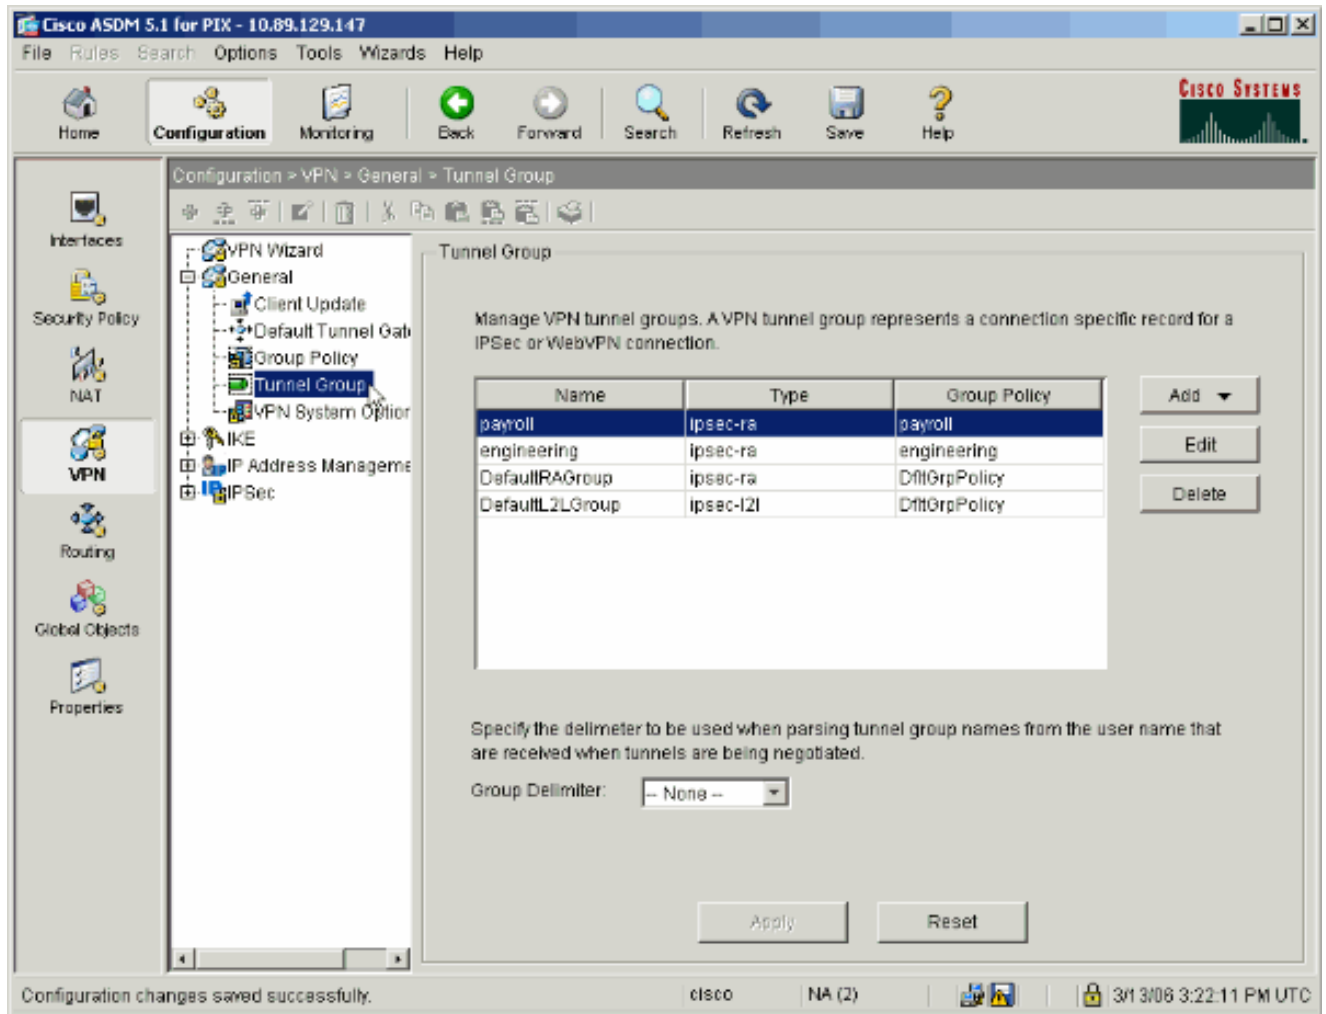 Cisco ASDM 5.1 for PIX - 10.89.129.147
File Rules Search Options Tools Wizards Help
Home Configuration Monitoring Back Forward Search Refresh Save Help
CISCO SYSTEMS
Configuration > VPN > General > Tunnel Group
Interfaces
Security Policy
NAT
VPN
Routing
Global Objects
Properties
VPN Wizard
General
Client Update
Default Tunnel Gate
Group Policy
Tunnel Group
VPN System Option
IKE
IP Address Manageme
IPSec
Tunnel Group
Manage VPN tunnel groups. A VPN tunnel group represents a connection specific record for a
IPSec or WebVPN connection.
Name Type Group Policy
payroll ipsec-ra payroll
engineering ipsec-ra engineering
DefaultRAGroup ipsec-ra DfltGrpPolicy
DefaultL2LGroup ipsec-l2l DfltGrpPolicy
Add
Edit
Delete
Specify the delimeter to be used when parsing tunnel group names from the user name that
are received when tunnels are being negotiated.
Group Delimiter: -- None --
Apply Reset
Configuration changes saved successfully. cisco NA (2) 3/13/06 3:22:11 PM UTC